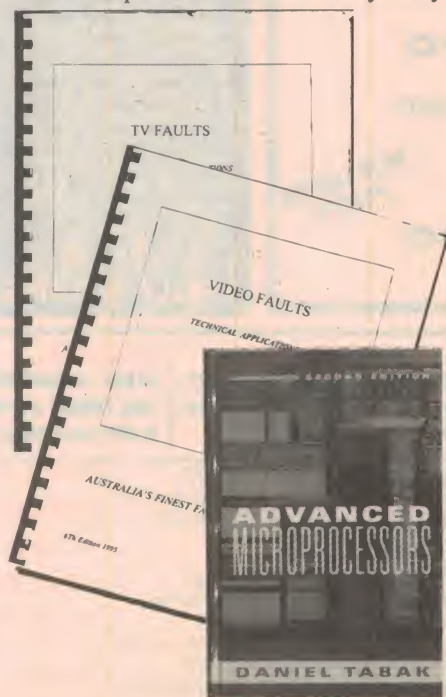 TV FAULTS
VIDEO FAULTS
TECHNICAL APPLICATIONS
AUSTRALIA'S FINEST
6Th Edition 1995
SECOND EDITION
ADVANCED
MICROPROCESSORS
DANIEL TABAK